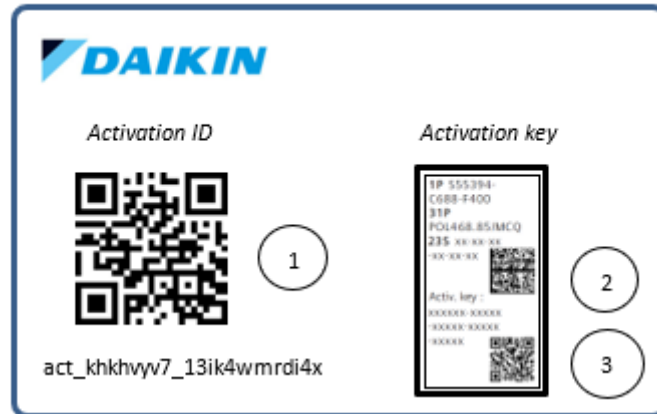 DAIKIN
Activation ID
Activation key
1P S55394-
C688-F400
31P
POL468.85/MCQ
23S xx-xx-xx
-xx-xx-xx
Activ. key :
xxxxxx-xxxxx
-xxxxx-xxxxx
-xxxxx
1
2
3
act_khkhvyv7_13ik4wmrdi4x